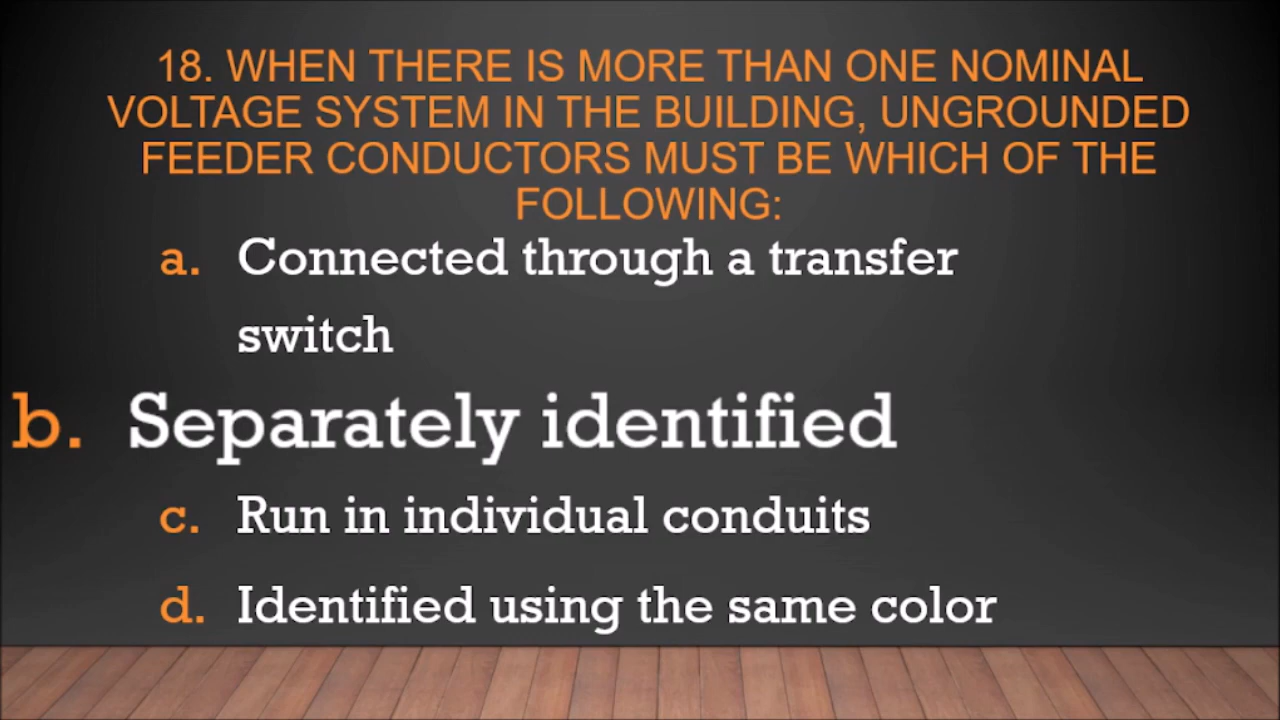 18. WHEN THERE IS MORE THAN ONE NOMINAL
VOLTAGE SYSTEM IN THE BUILDING, UNGROUNDED
FEEDER CONDUCTORS MUST BE WHICH OF THE
FOLLOWING:
a. Connected through a transfer
switch
b. Separately identified
c. Run in individual conduits
d. Identified using the same color